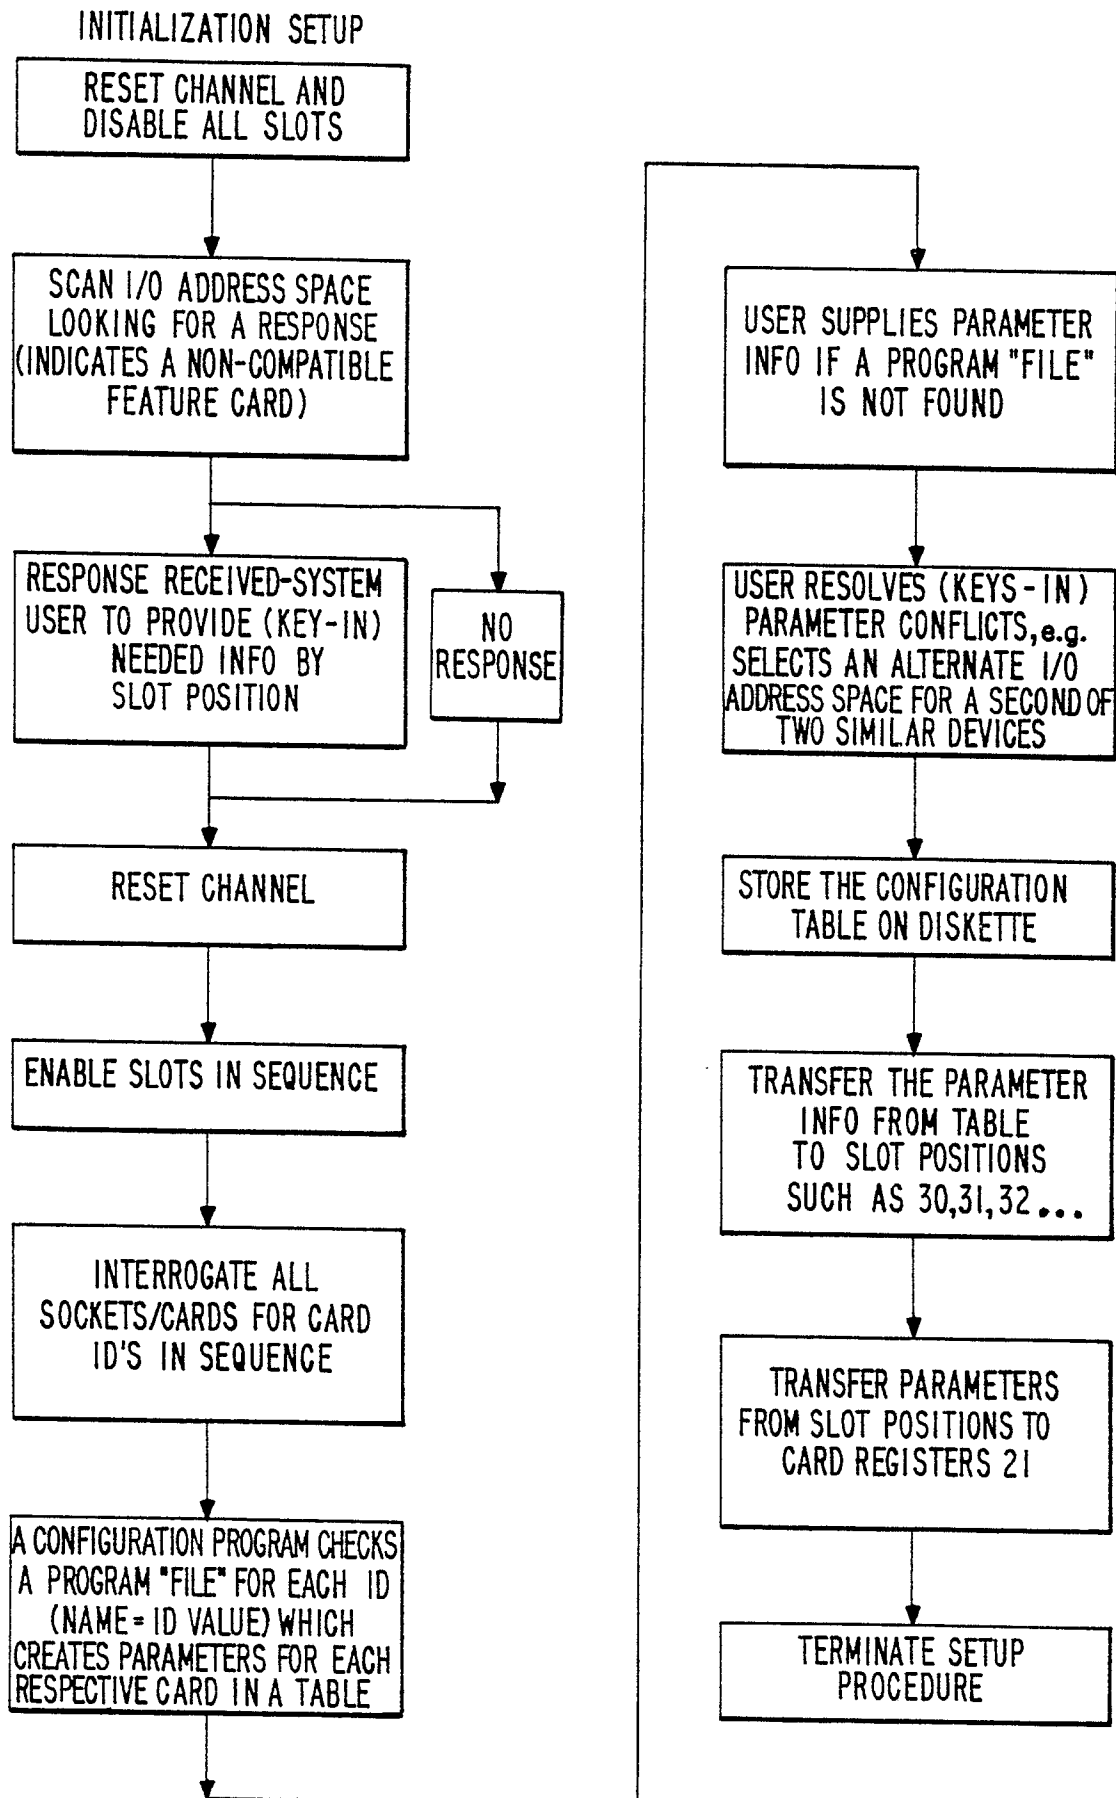 INITIALIZATION SETUP
RESET CHANNEL AND
DISABLE ALL SLOTS
SCAN I/O ADDRESS SPACE
LOOKING FOR A RESPONSE
(INDICATES A NON-COMPATIBLE
FEATURE CARD)
RESPONSE RECEIVED-SYSTEM
USER TO PROVIDE (KEY-IN)
NEEDED INFO BY
SLOT POSITION
NO
RESPONSE
RESET CHANNEL
ENABLE SLOTS IN SEQUENCE
INTERROGATE ALL
SOCKETS/CARDS FOR CARD
ID'S IN SEQUENCE
A CONFIGURATION PROGRAM CHECKS
A PROGRAM "FILE" FOR EACH ID
(NAME = ID VALUE) WHICH
CREATES PARAMETERS FOR EACH
RESPECTIVE CARD IN A TABLE
USER SUPPLIES PARAMETER
INFO IF A PROGRAM "FILE"
IS NOT FOUND
USER RESOLVES (KEYS-IN)
PARAMETER CONFLICTS, e.g.
SELECTS AN ALTERNATE I/O
ADDRESS SPACE FOR A SECOND OF
TWO SIMILAR DEVICES
STORE THE CONFIGURATION
TABLE ON DISKETTE
TRANSFER THE PARAMETER
INFO FROM TABLE
TO SLOT POSITIONS
SUCH AS 30,31,32...
TRANSFER PARAMETERS
FROM SLOT POSITIONS TO
CARD REGISTERS 21
TERMINATE SETUP
PROCEDURE